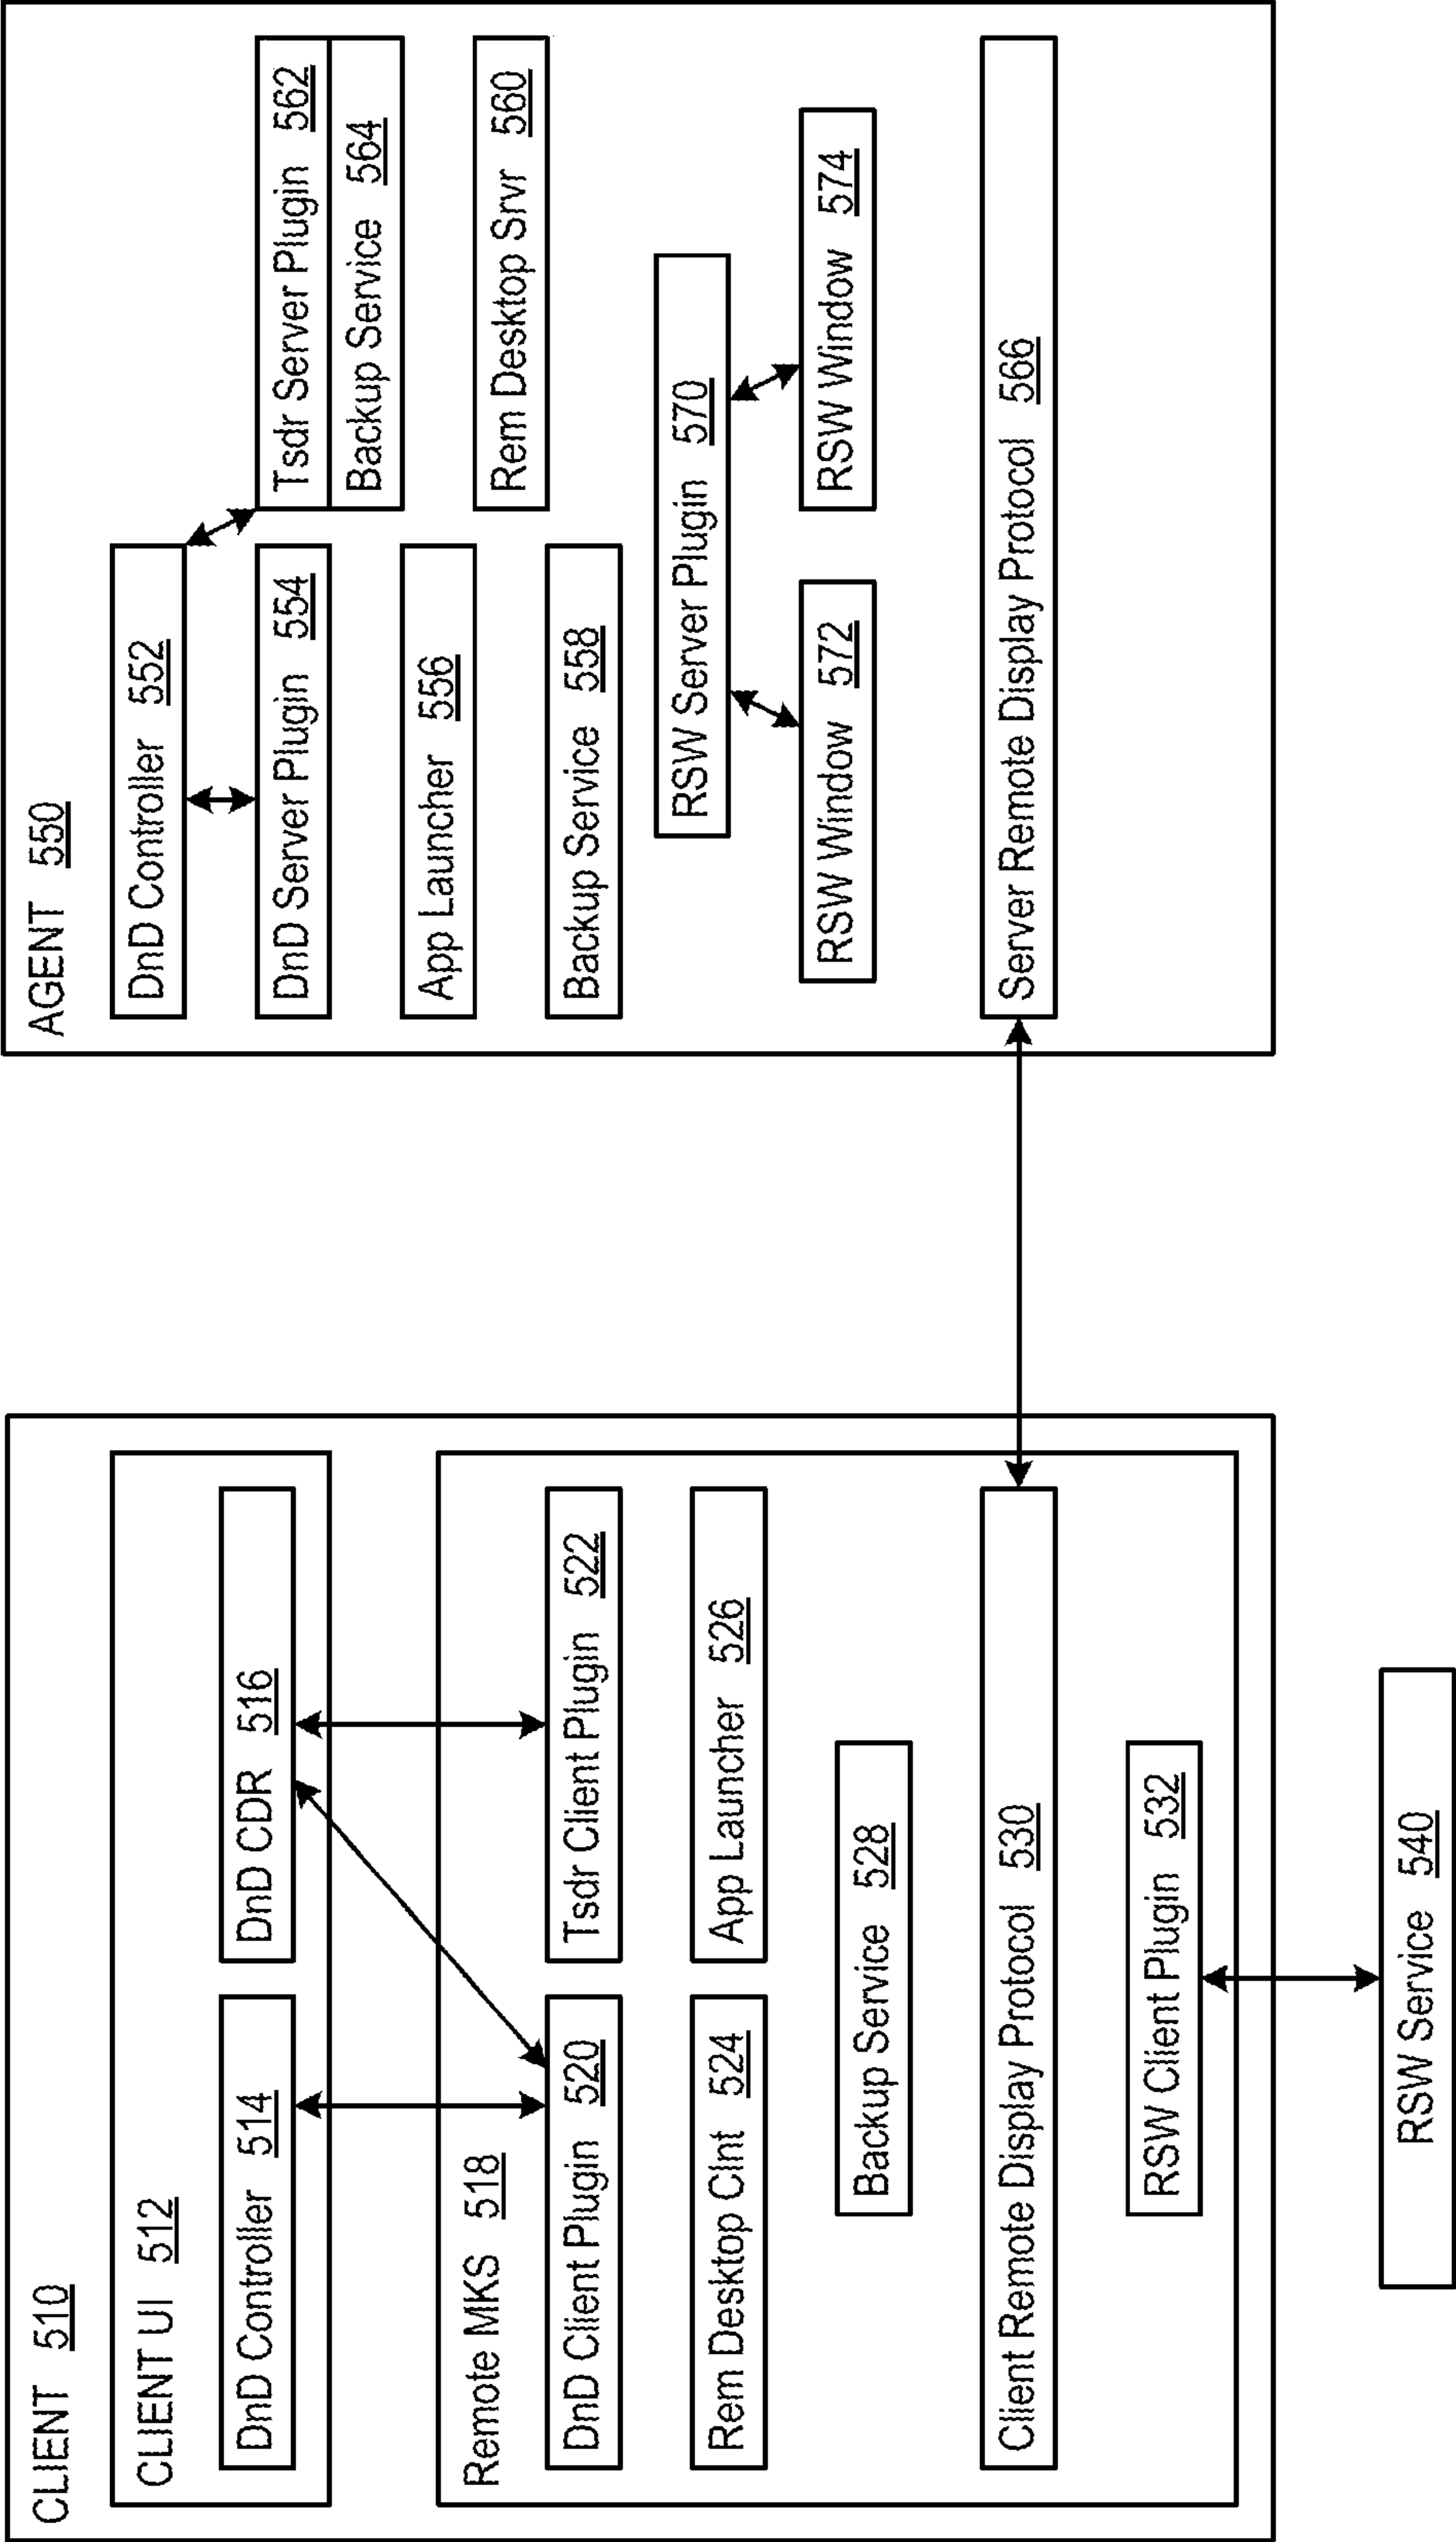 CLIENT 510
CLIENT UI 512
DnD Controller 514
DnD CDR 516
Remote MKS 518
DnD Client Plugin 520
Tsdr Client Plugin 522
Rem Desktop Clnt 524
App Launcher 526
Backup Service 528
Client Remote Display Protocol 530
RSW Client Plugin 532
RSW Service 540
AGENT 550
DnD Controller 552
DnD Server Plugin 554
Tsdr Server Plugin 562
Backup Service 564
App Launcher 556
Rem Desktop Srvr 560
Backup Service 558
RSW Server Plugin 570
RSW Window 572
RSW Window 574
Server Remote Display Protocol 566